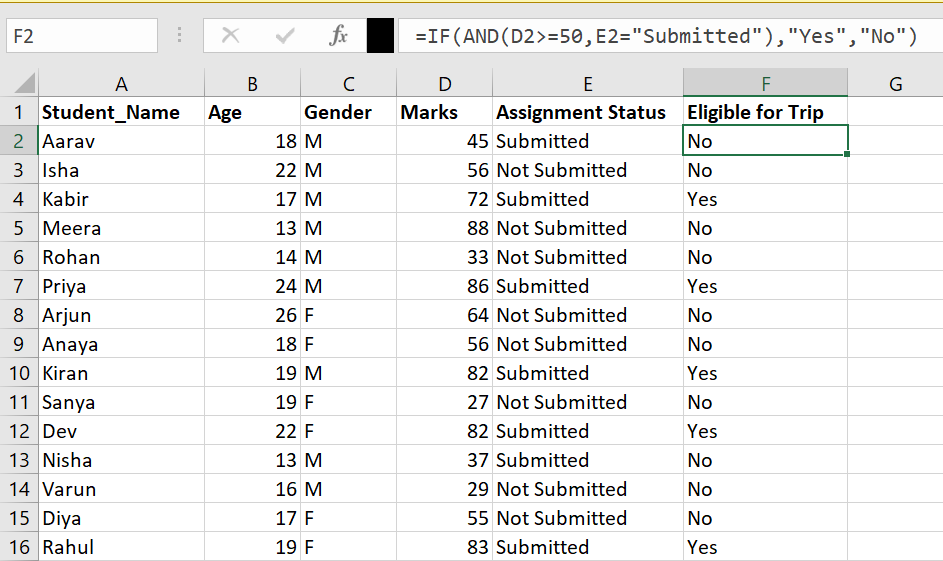 F2 fx =IF(AND(D2>=50,E2="Submitted"),"Yes","No")
A B C D E F G
1 Student_Name Age Gender Marks Assignment Status Eligible for Trip
2 Aarav 18 M 45 Submitted No
3 Isha 22 M 56 Not Submitted No
4 Kabir 17 M 72 Submitted Yes
5 Meera 13 M 88 Not Submitted No
6 Rohan 14 M 33 Not Submitted No
7 Priya 24 M 86 Submitted Yes
8 Arjun 26 F 64 Not Submitted No
9 Anaya 18 F 56 Not Submitted No
10 Kiran 19 M 82 Submitted Yes
11 Sanya 19 F 27 Not Submitted No
12 Dev 22 F 82 Submitted Yes
13 Nisha 13 M 37 Submitted No
14 Varun 16 M 29 Not Submitted No
15 Diya 17 F 55 Not Submitted No
16 Rahul 19 F 83 Submitted Yes